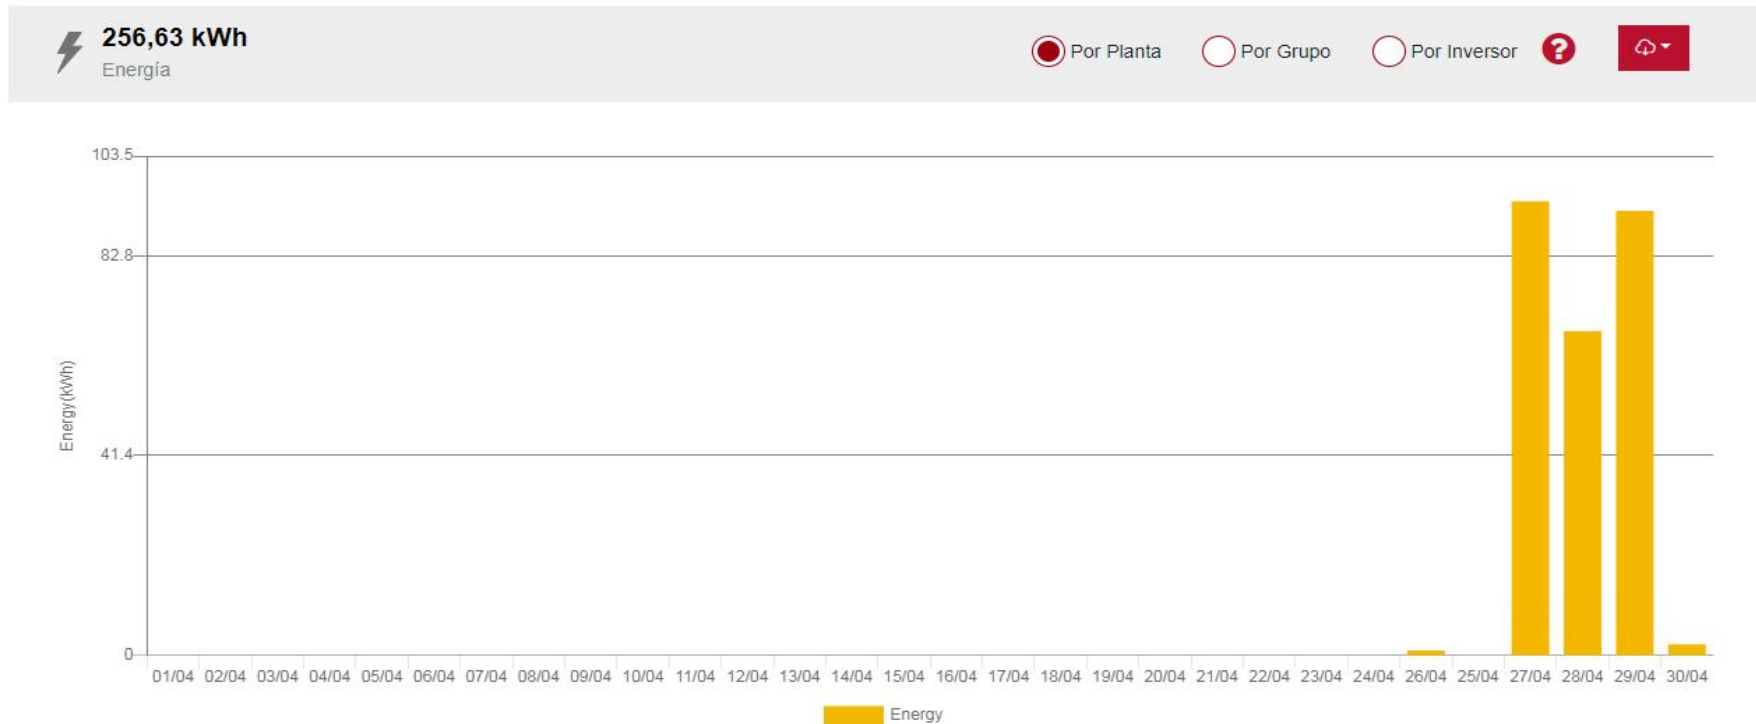 256,63 kWh
Energía
Por Planta Por Grupo Por Inversor ?
103.5
82.8
Energy(kWh)
41.4
0
01/04 02/04 03/04 04/04 05/04 06/04 07/04 08/04 09/04 10/04 11/04 12/04 13/04 14/04 15/04 16/04 17/04 18/04 19/04 20/04 21/04 22/04 23/04 24/04 26/04 25/04 27/04 28/04 29/04 30/04
Energy